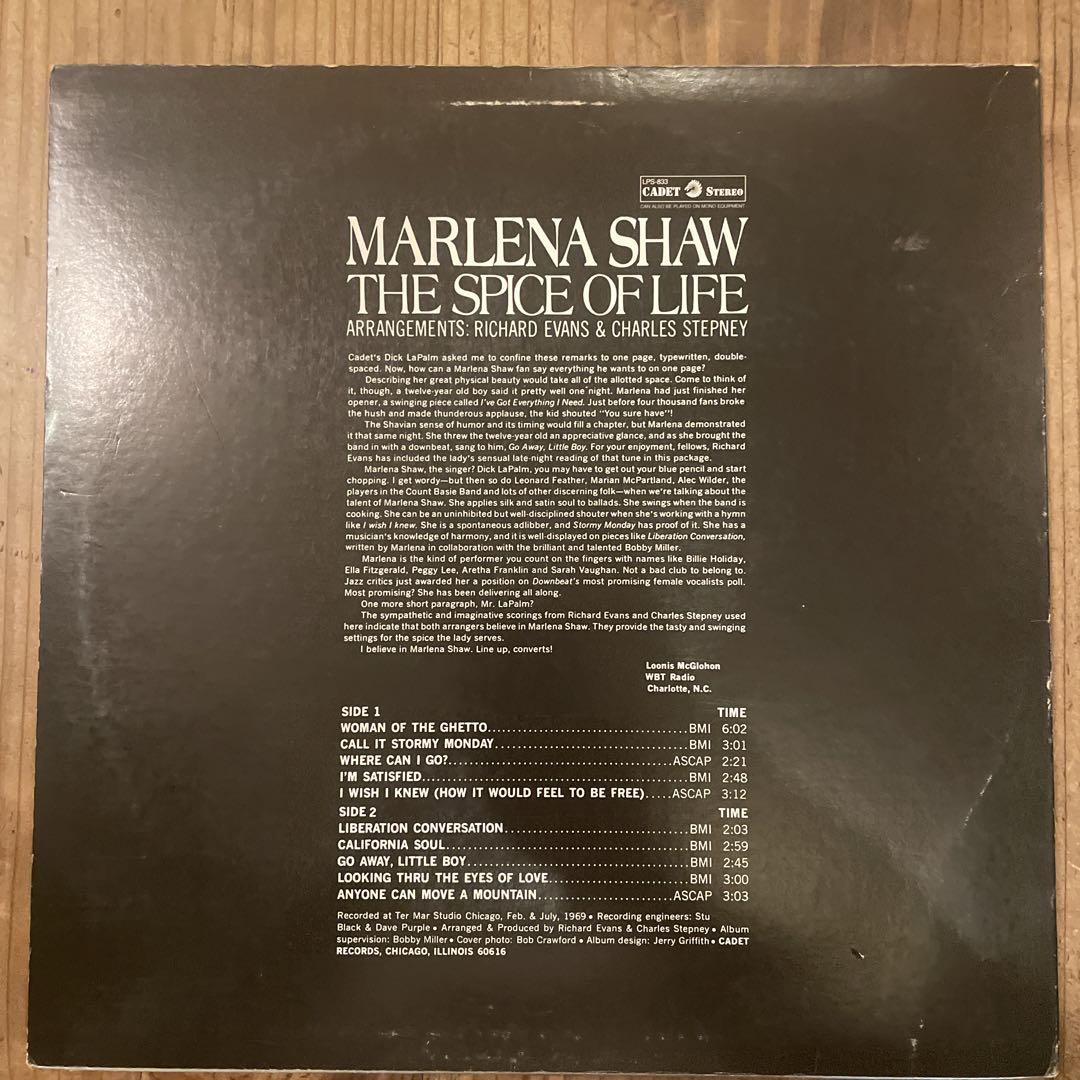 LPS-833
CADET STEREO
CAN ALSO BE PLAYED ON MONO EQUIPMENT
MARLENA SHAW
THE SPICE OF LIFE
ARRANGEMENTS: RICHARD EVANS & CHARLES STEPNEY
Cadet's Dick LaPalm asked me to confine these remarks to one page, typewritten, double-
spaced. Now, how can a Marlena Shaw fan say everything he wants to on one page?
Describing her great physical beauty would take all of the allotted space. Come to think of
it, though, a twelve-year old boy said it pretty well one night. Marlena had just finished her
opener, a swinging piece called I've Got Everything I Need. Just before four thousand fans broke
the hush and made thunderous applause, the kid shouted "You sure have"!
The Shavian sense of humor and its timing would fill a chapter, but Marlena demonstrated
it that same night. She threw the twelve-year old an appreciative glance, and as she brought the
band in with a downbeat, sang to him, Go Away, Little Boy. For your enjoyment, fellows, Richard
Evans has included the lady's sensual late-night reading of that tune in this package.
Marlena Shaw, the singer? Dick LaPalm, you may have to get out your blue pencil and start
chopping. I get wordy—but then so do Leonard Feather, Marian McPartland, Alec Wilder, the
players in the Count Basie Band and lots of other discerning folk—when we're talking about the
talent of Marlena Shaw. She applies silk and satin soul to ballads. She swings when the band is
cooking. She can be an uninhibited but well-disciplined shouter when she's working with a hymn
like I wish I knew. She is a spontaneous adlibber, and Stormy Monday has proof of it. She has a
musician's knowledge of harmony, and it is well-displayed on pieces like Liberation Conversation,
written by Marlena in collaboration with the brilliant and talented Bobby Miller.
Marlena is the kind of performer you count on the fingers with names like Billie Holiday,
Ella Fitzgerald, Peggy Lee, Aretha Franklin and Sarah Vaughan. Not a bad club to belong to.
Jazz critics just awarded her a position on Downbeat's most promising female vocalists poll.
Most promising? She has been delivering all along.
One more short paragraph, Mr. LaPalm?
The sympathetic and imaginative scorings from Richard Evans and Charles Stepney used
here indicate that both arrangers believe in Marlena Shaw. They provide the tasty and swinging
settings for the spice the lady serves.
I believe in Marlena Shaw. Line up, converts!
Loonis McGlohon
WBT Radio
Charlotte, N.C.
SIDE 1 TIME
WOMAN OF THE GHETTO..................................BMI 6:02
CALL IT STORMY MONDAY.................................BMI 3:01
WHERE CAN I GO?......................................ASCAP 2:21
I'M SATISFIED.............................................BMI 2:48
I WISH I KNEW (HOW IT WOULD FEEL TO BE FREE).....ASCAP 3:12
SIDE 2 TIME
LIBERATION CONVERSATION...............................BMI 2:03
CALIFORNIA SOUL.........................................BMI 2:59
GO AWAY, LITTLE BOY.....................................BMI 2:45
LOOKING THRU THE EYES OF LOVE.......................BMI 3:00
ANYONE CAN MOVE A MOUNTAIN.......................ASCAP 3:03
Recorded at Ter Mar Studio Chicago, Feb. & July, 1969 • Recording engineers: Stu
Black & Dave Purple • Arranged & Produced by Richard Evans & Charles Stepney • Album
supervision: Bobby Miller • Cover photo: Bob Crawford • Album design: Jerry Griffith • CADET
RECORDS, CHICAGO, ILLINOIS 60616